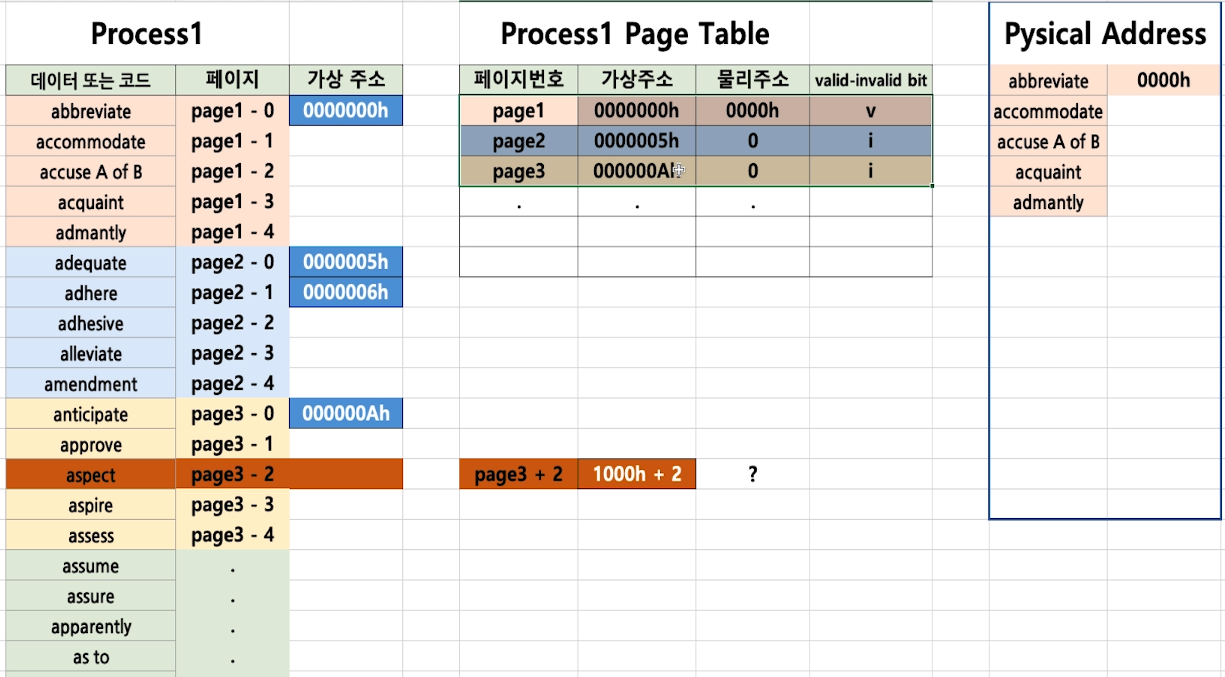 Process1 Process1 Page Table Pysical Address
데이터 또는 코드 페이지 가상 주소 페이지번호 가상주소 물리주소 valid-invalid bit abbreviate 0000h
abbreviate page1 - 0 0000000h page1 0000000h 0000h v accommodate
accommodate page1 - 1 page2 0000005h 0 i accuse A of B
accuse A of B page1 - 2 page3 000000Ah 0 i acquaint
acquaint page1 - 3 . . . admantly
admantly page1 - 4
adequate page2 - 0 0000005h
adhere page2 - 1 0000006h
adhesive page2 - 2
alleviate page2 - 3
amendment page2 - 4
anticipate page3 - 0 000000Ah
approve page3 - 1
aspect page3 - 2 page3 + 2 1000h + 2 ?
aspire page3 - 3
assess page3 - 4
assume .
assure .
apparently .
as to .